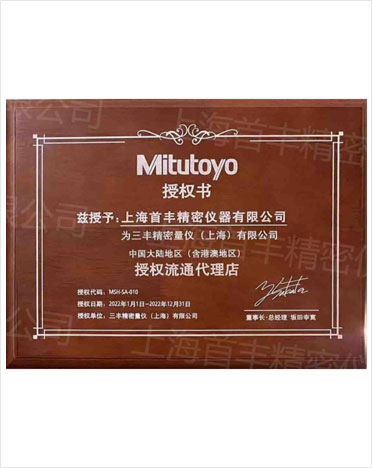 Mitutoyo
授权书
兹授予:上海首丰精密仪器有限公司
为三丰精密量仪（上海）有限公司
中国大陆地区（含港澳地区）
授权流通代理店
授权代码：MSH-SA-010
授权日期：2022年1月1日—2022年12月31日
授权单位：三丰精密量仪（上海）有限公司
董事长·总经理 坂田幸寛